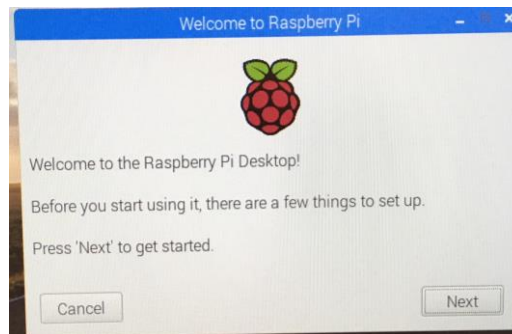 Welcome to Raspberry Pi
Welcome to the Raspberry Pi Desktop!
Before you start using it, there are a few things to set up.
Press 'Next' to get started.
Cancel
Next